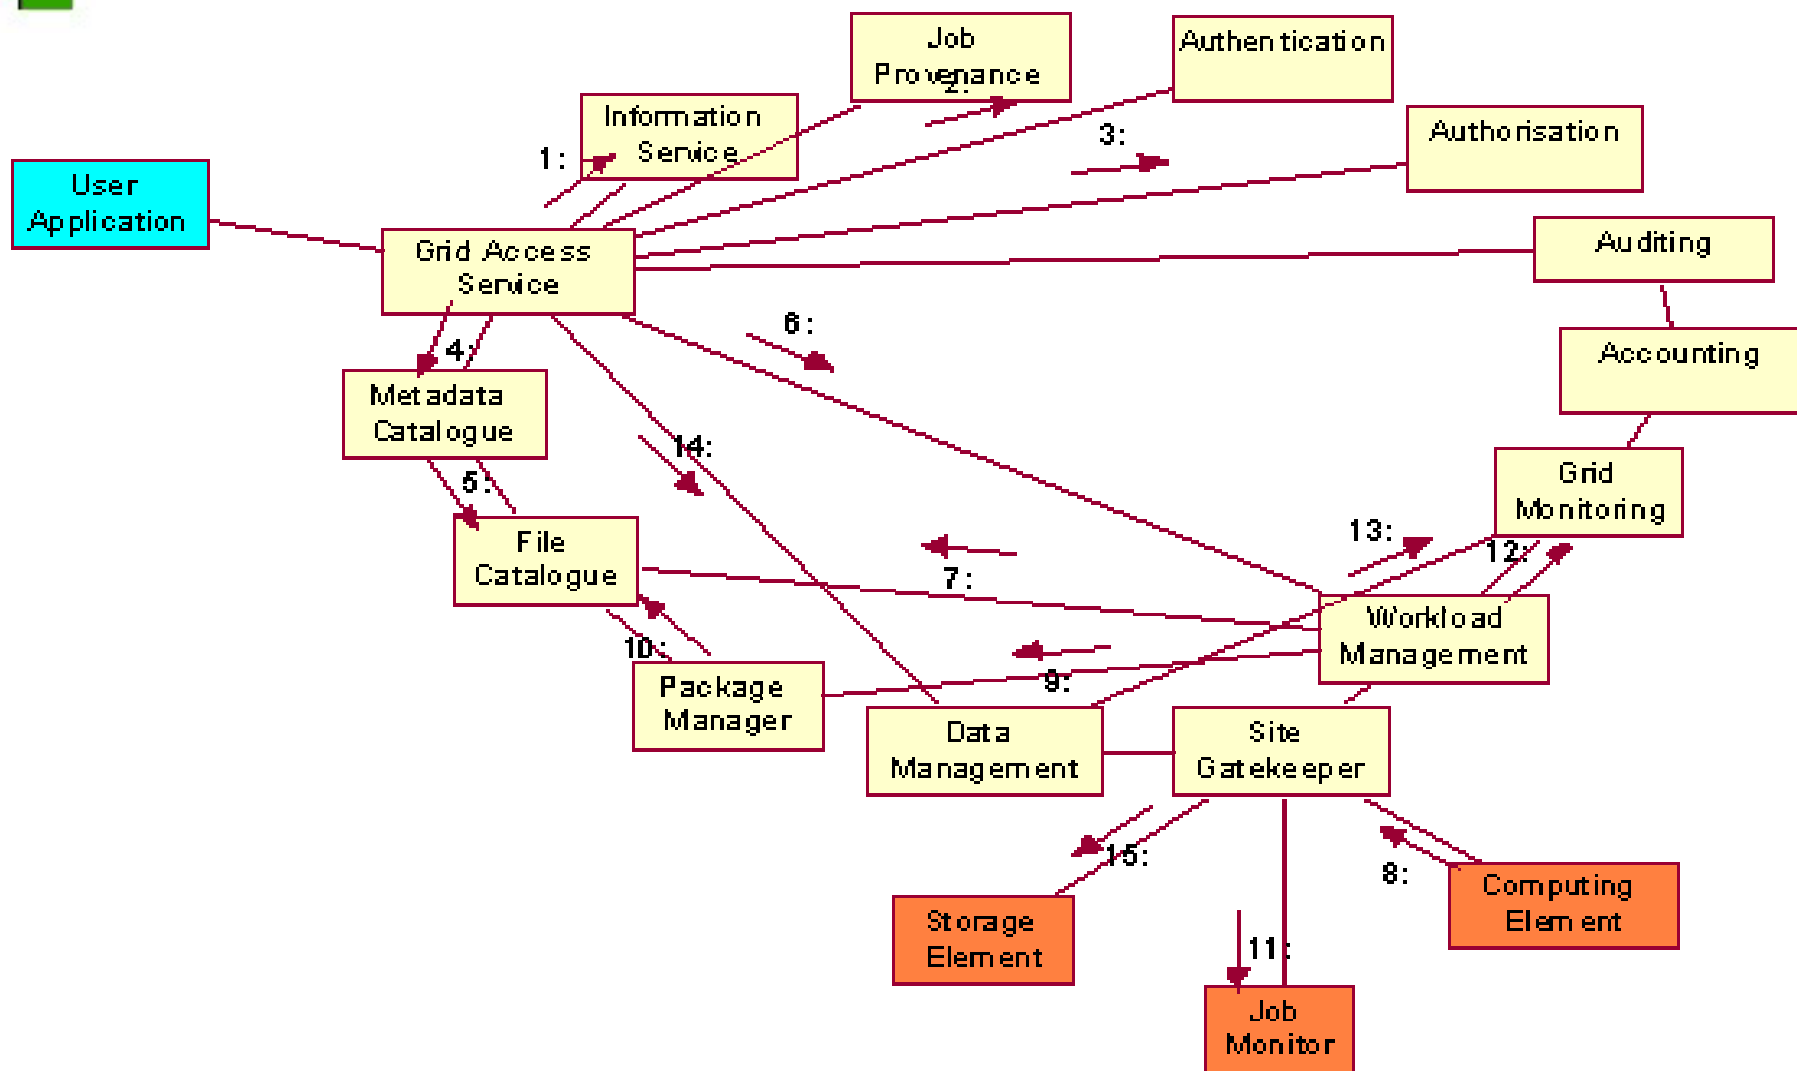 Job
Provenance
2:
Authentication
Information
Service
1:
3:
Authorisation
User
Application
Grid Access
Service
Auditing
6:
4:
Accounting
Metadata
Catalogue
14:
5:
Grid
Monitoring
13:
12:
File
Catalogue
7:
Workload
Management
10:
9:
Package
Manager
Data
Management
Site
Gatekeeper
15:
8:
Computing
Element
Storage
Element
11:
Job
Monitor